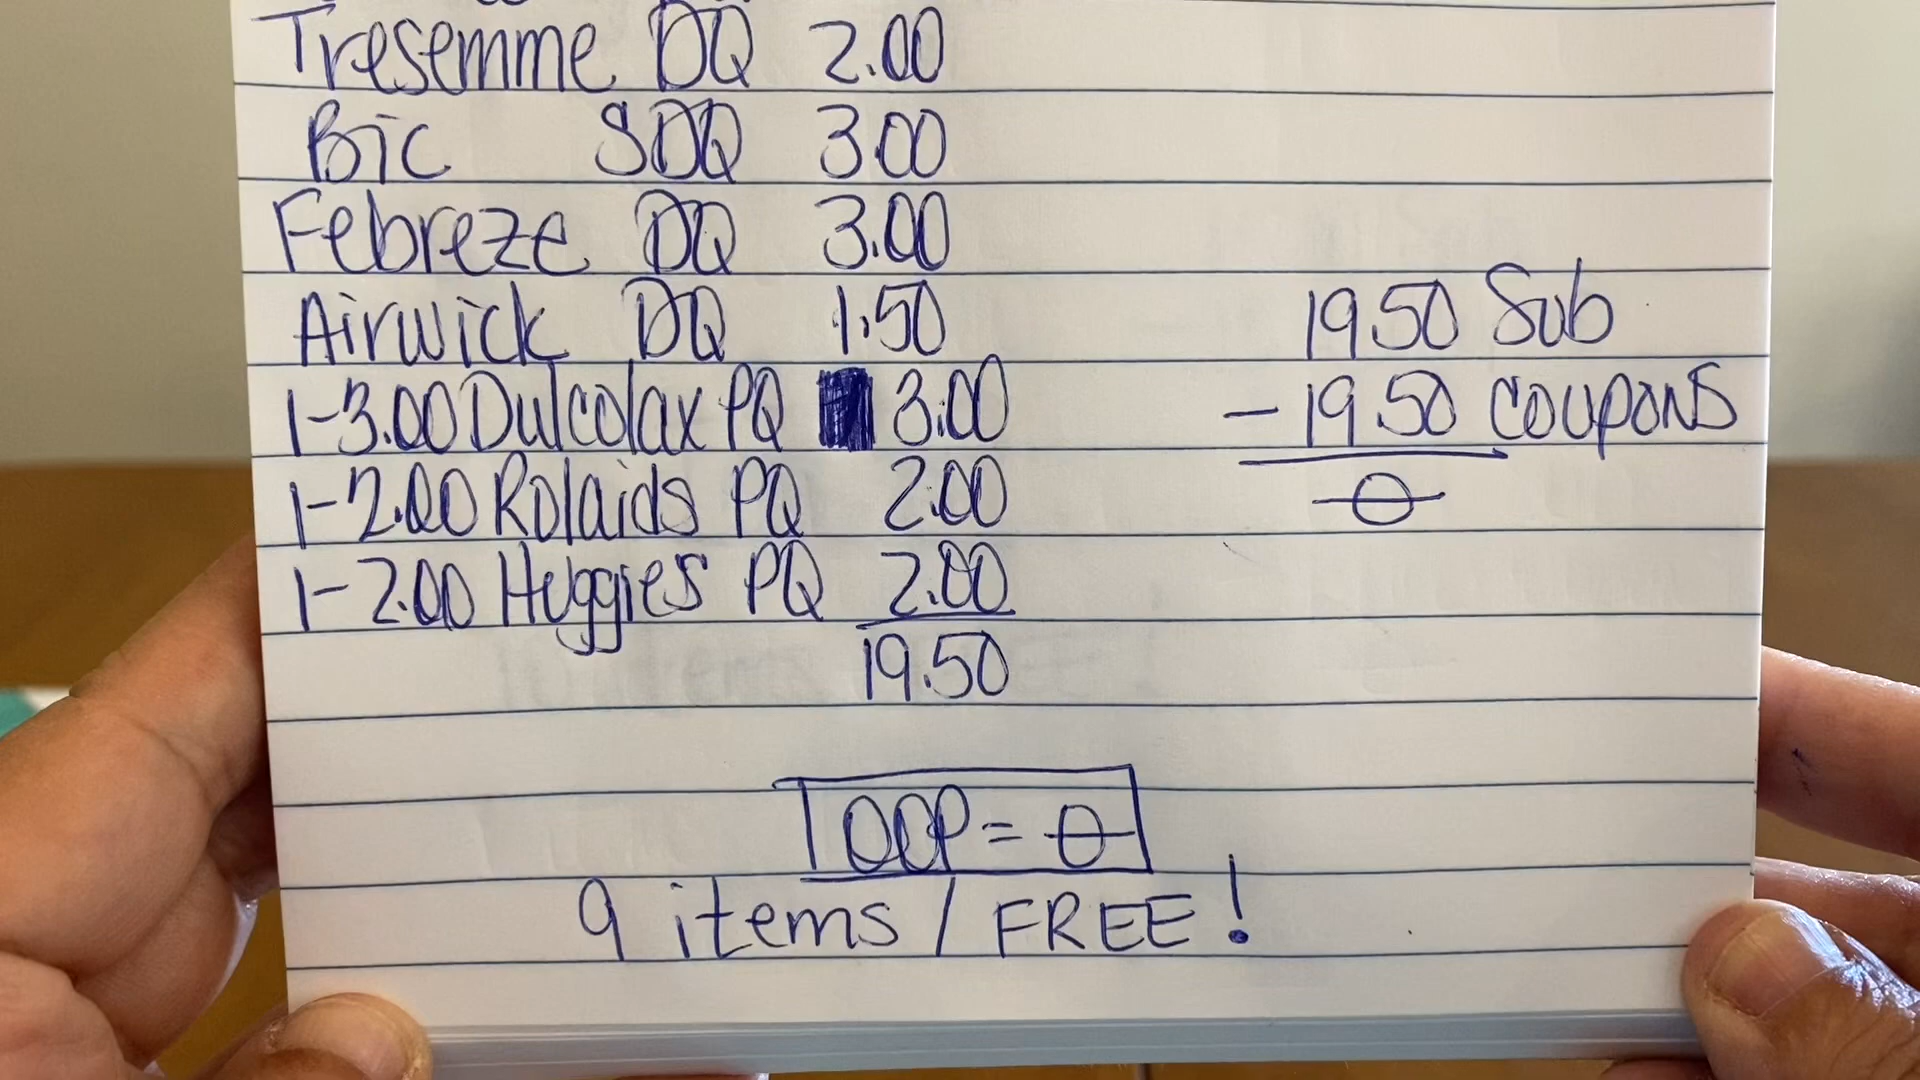 Tresemme DQ 2.00
Bic SDQ 3.00
Febreze DQ 3.00
Airwick DQ 1.50
1-3.00 Dulcolax PQ 3.00
1-2.00 Rolaids PQ 2.00
1-2.00 Huggies PQ 2.00
19.50
19.50 Sub
-19.50 COUPONS
0
OOP = 0
9 items / FREE!